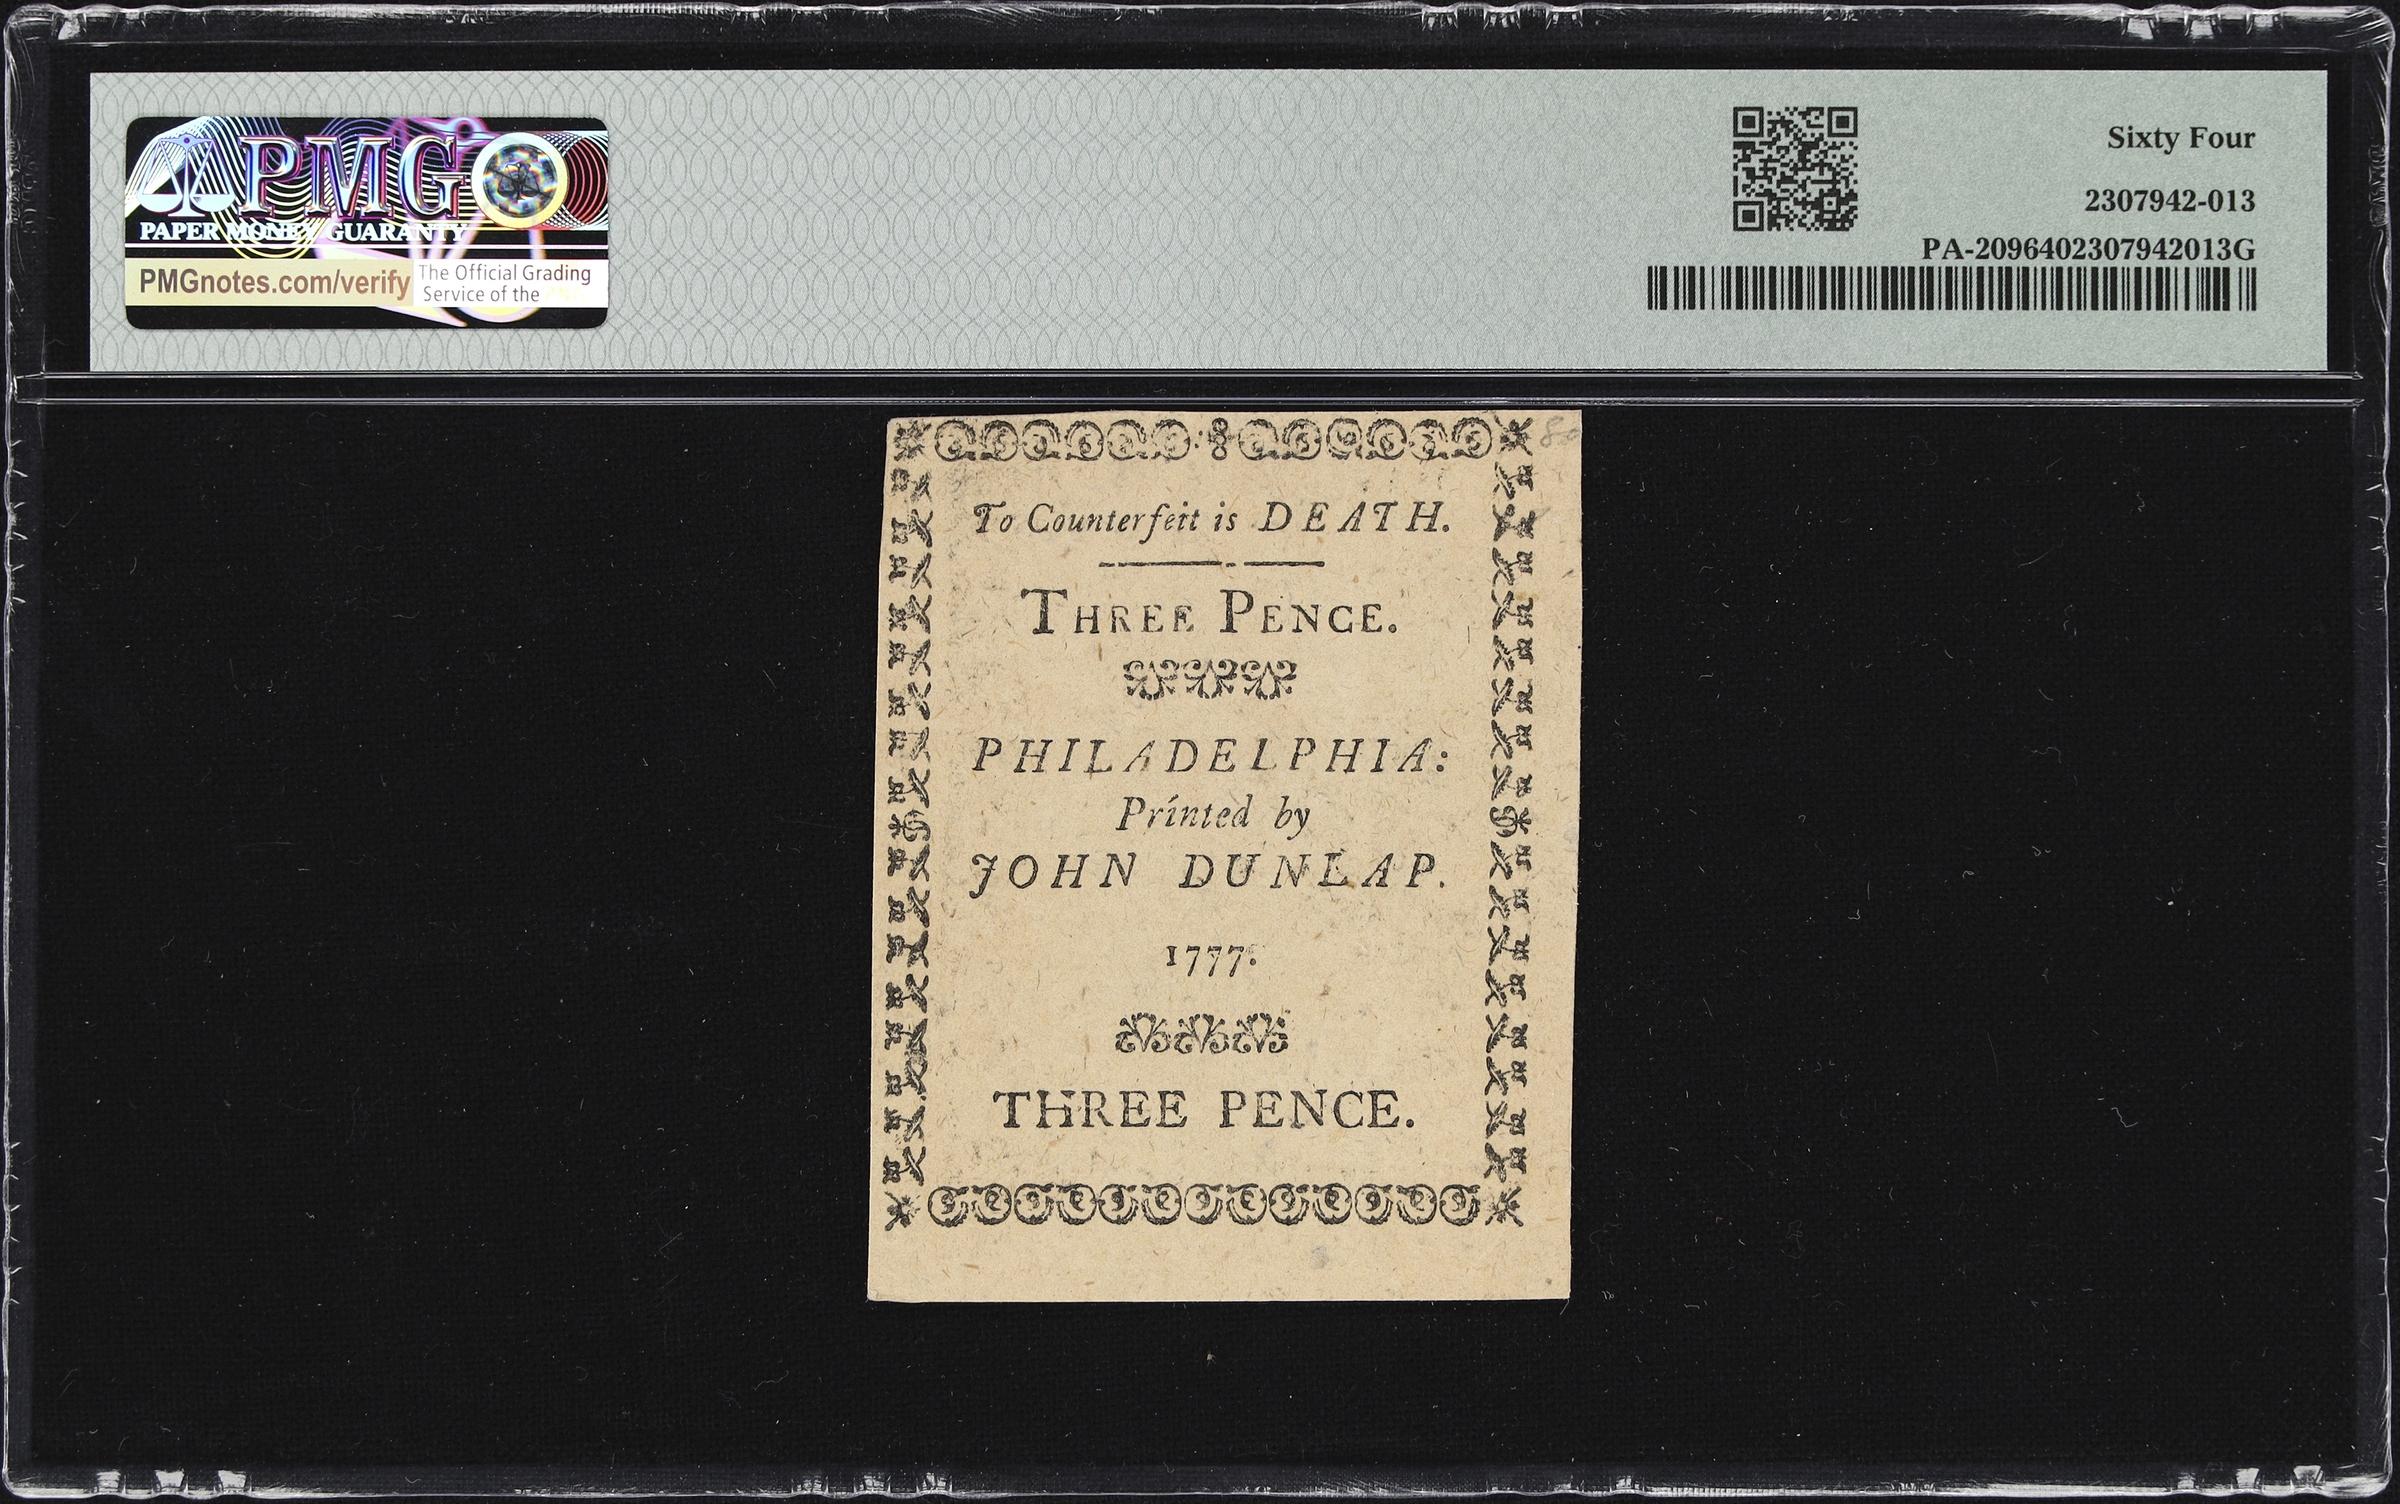 PMG
PAPER MONEY GUARANTY
PMGnotes.com/verify
The Official Grading
Service of the
Sixty Four
2307942-013
PA-2096402307942013G
To Counterfeit is DEATH.
THREE PENCE.
PHILADELPHIA:
Printed by
JOHN DUNLAP.
1777.
THREE PENCE.